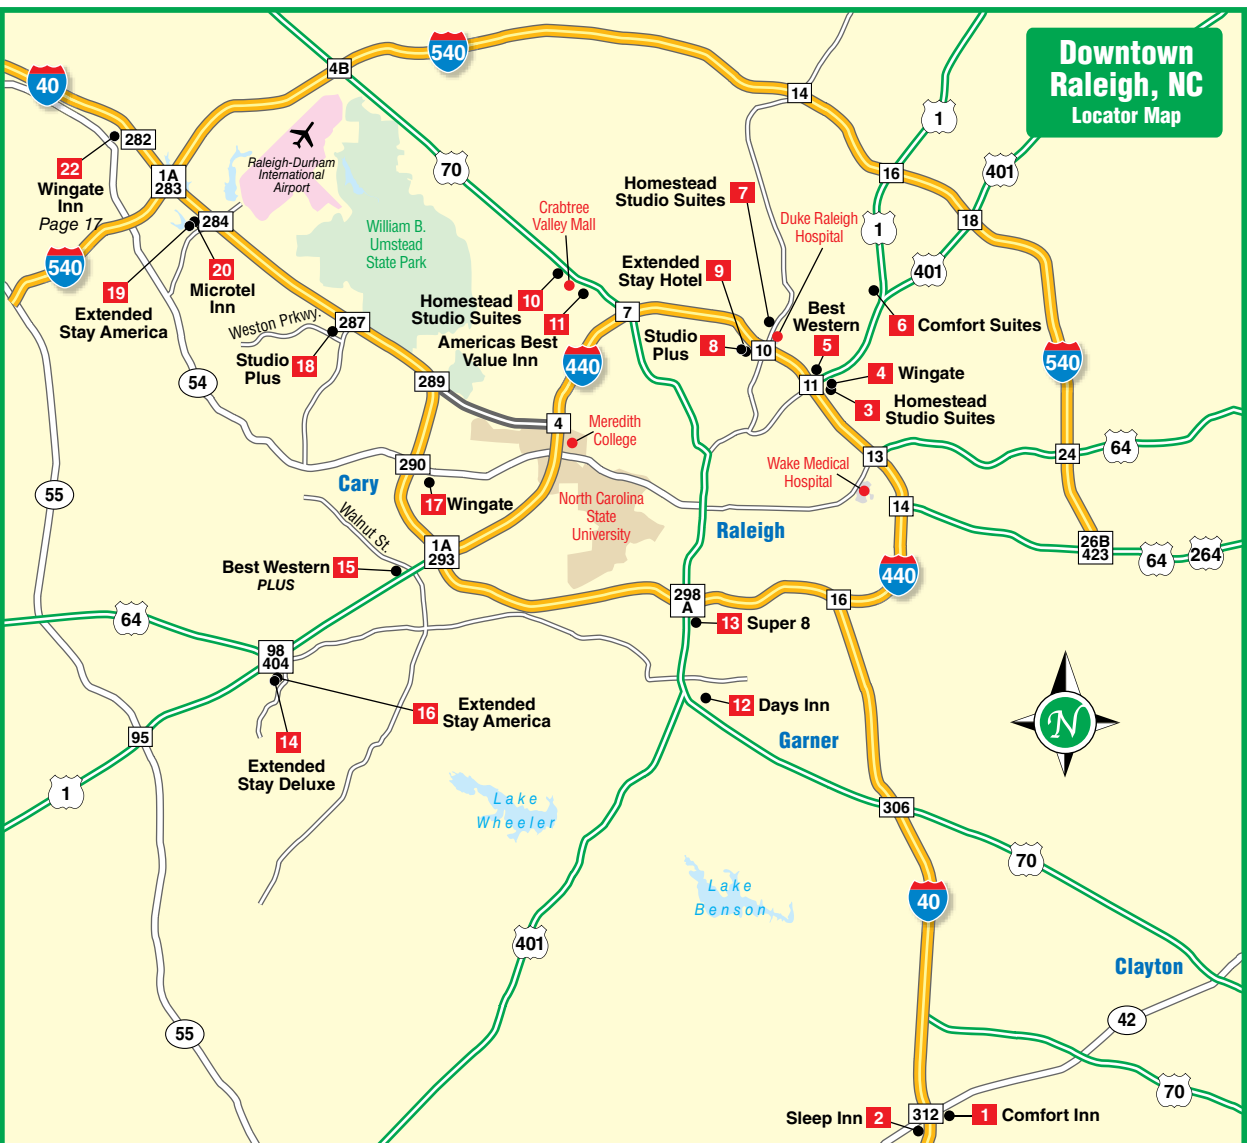 Downtown
Raleigh, NC
Locator Map
540
40
4B
14
1
282
70
16
401
22
Wingate
Inn
Page 17
1A
283
Raleigh-Durham
International
Airport
Homestead
Studio Suites
7
Crabtree
Valley Mall
Duke Raleigh
Hospital
18
284
William B.
Umstead
State Park
1
540
20
Microtel
Inn
19
Extended
Stay America
Extended
Stay Hotel
9
401
Homestead
Studio Suites
10
11
Americas Best
Value Inn
7
Best
Western
5
6
Comfort Suites
Weston Prkwy.
287
Studio
Plus
18
Studio
Plus
8
10
440
540
54
289
11
4
Wingate
3
Homestead
Studio Suites
4
Meredith
College
13
24
64
290
Cary
Wake Medical
Hospital
55
17
Wingate
North Carolina
State
University
14
Walnut St.
Raleigh
1A
293
26B
423
64
264
Best Western
PLUS
15
440
298
A
16
64
13
Super 8
98
404
16
Extended
Stay America
12
Days Inn
95
14
Extended
Stay Deluxe
Garner
N
1
Lake
Wheeler
306
70
Lake
Benson
40
401
Clayton
55
42
70
Sleep Inn
2
312
1
Comfort Inn